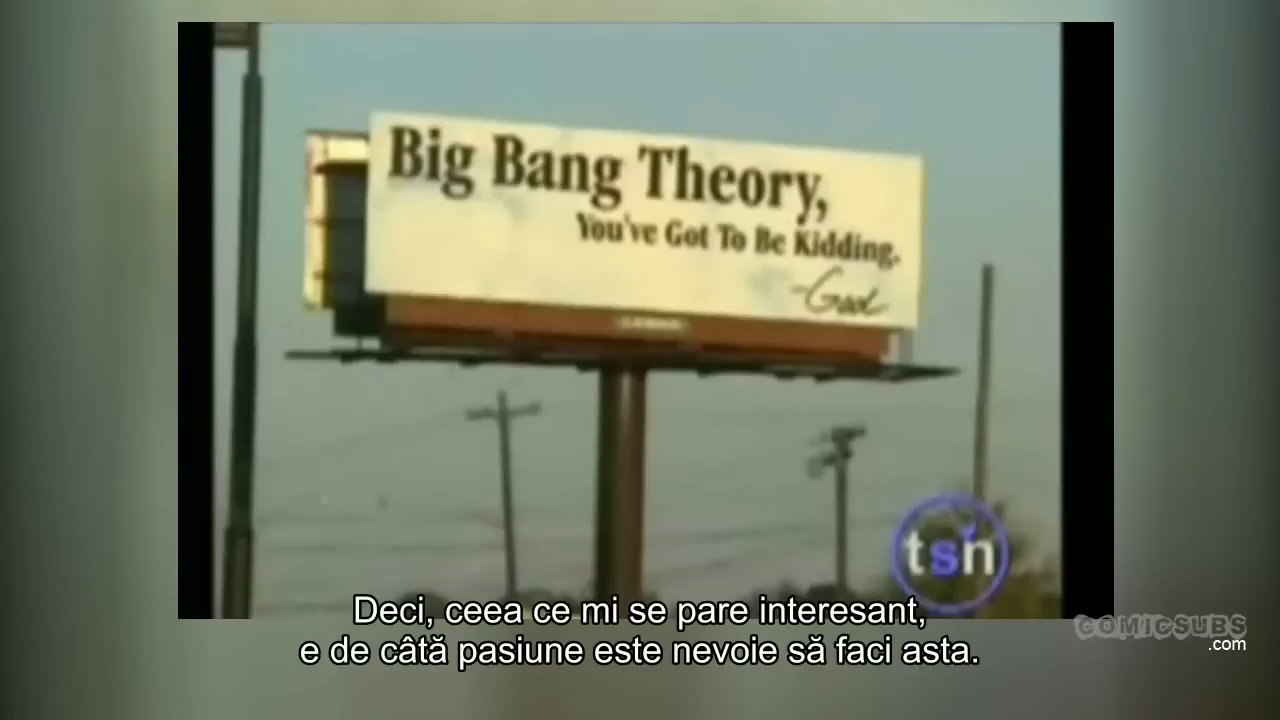 Big Bang Theory,
You've Got To Be Kidding.
-God
tsn
Deci, ceea ce mi se pare interesant,
e de câtă pasiune este nevoie să faci asta.
COMICSUBS
.com